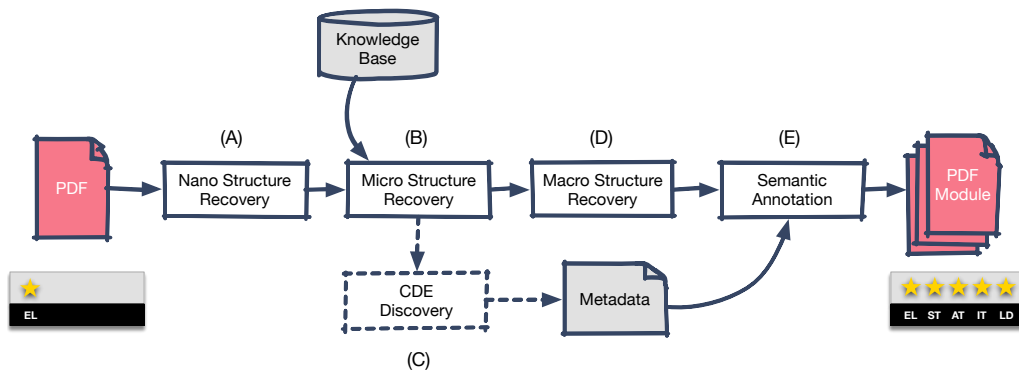 Knowledge
Base
(A)
(B)
(D)
(E)
PDF
Nano Structure
Recovery
Micro Structure
Recovery
Macro Structure
Recovery
Semantic
Annotation
PDF
Module
CDE
Discovery
Metadata
(C)
EL
EL ST AT IT LD